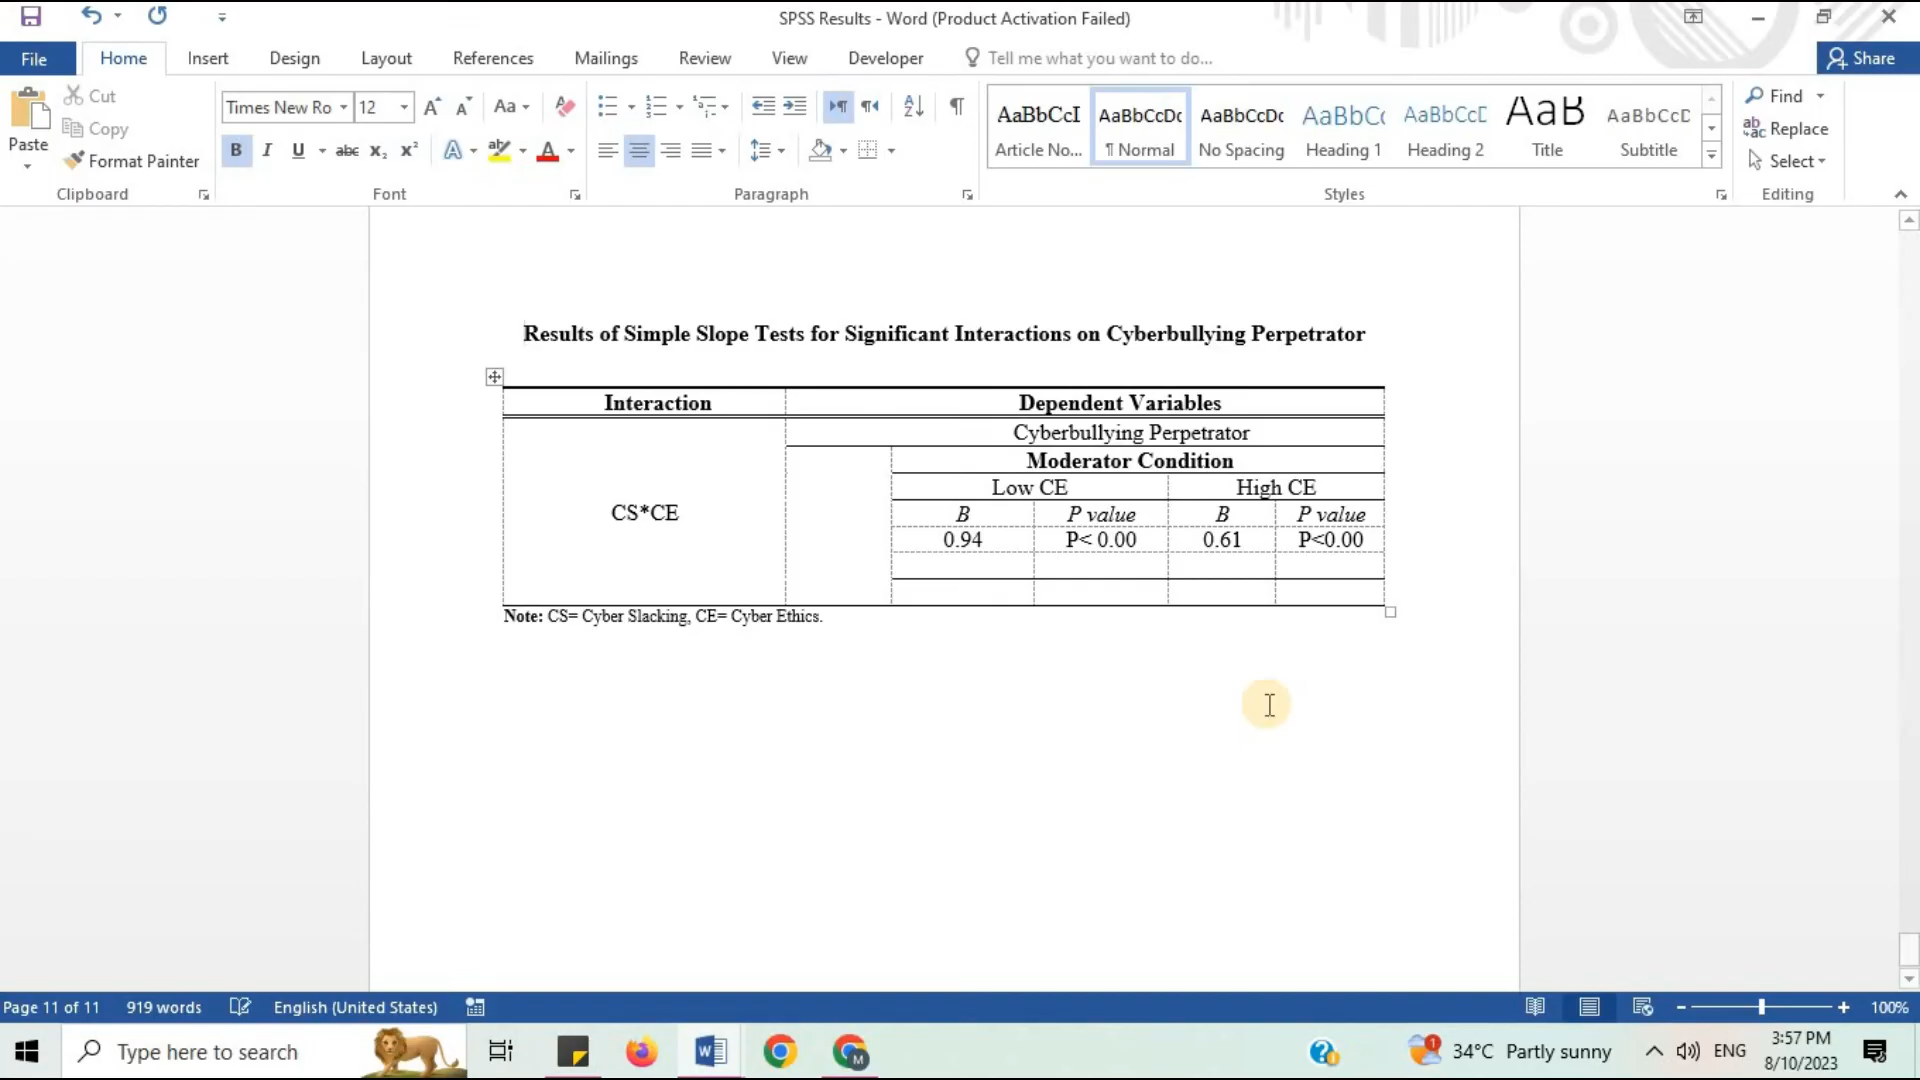 SPSS Results - Word (Product Activation Failed)
File Home Insert Design Layout References Mailings Review View Developer Tell me what you want to do... Share
Cut
Copy
Paste
Format Painter
Times New Ro 12
Aa
B I U abc x₂ x² A ab A
AaBbCcI AaBbCcDc AaBbCcDc AaBbCc AaBbCcD AaB AaBbCcD
Article No... ¶ Normal No Spacing Heading 1 Heading 2 Title Subtitle
Find
Replace
Select
Clipboard Font Paragraph Styles Editing
Results of Simple Slope Tests for Significant Interactions on Cyberbullying Perpetrator
Interaction Dependent Variables
Cyberbullying Perpetrator
Moderator Condition
Low CE High CE
CS*CE
B P value B P value
0.94 P< 0.00 0.61 P<0.00
Note: CS= Cyber Slacking, CE= Cyber Ethics.
Page 11 of 11 919 words English (United States) 100%
Type here to search
34°C Partly sunny
ENG
3:57 PM
8/10/2023